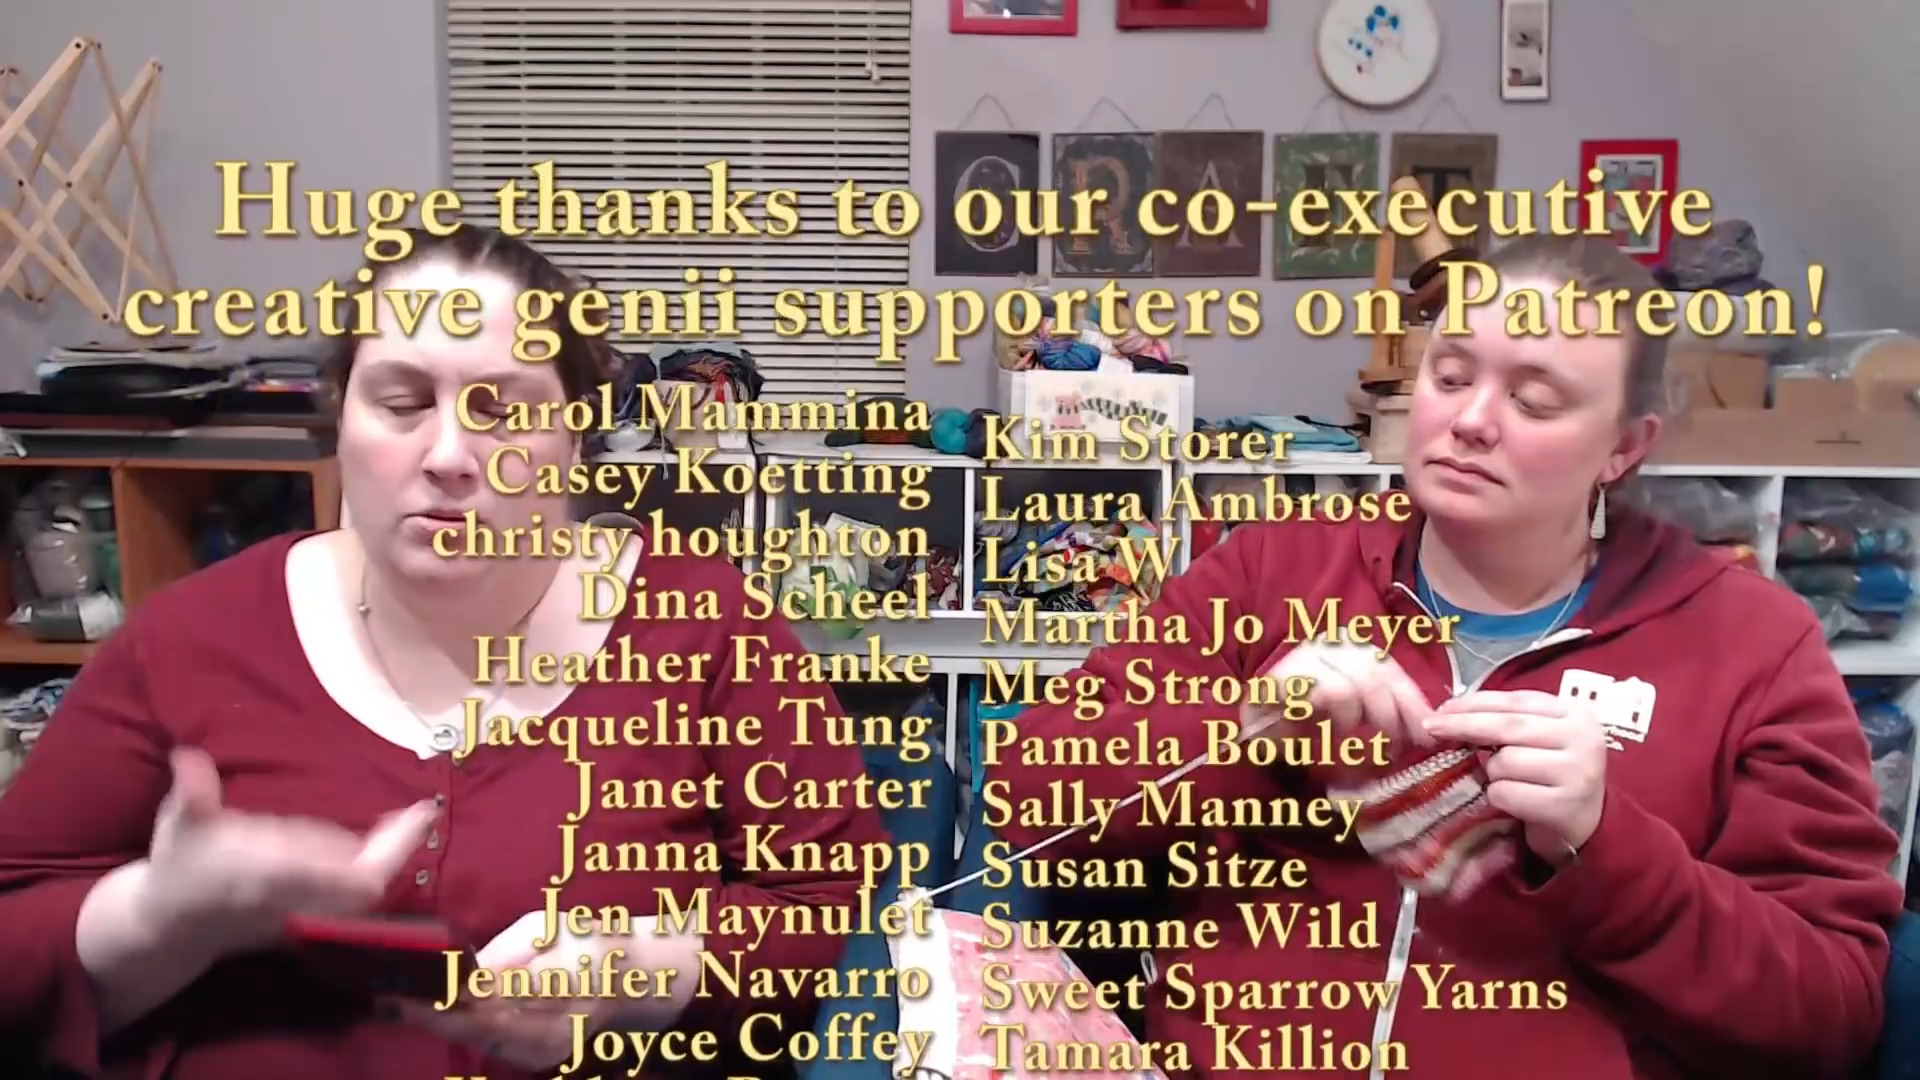 C R A F T
Huge thanks to our co-executive
creative genii supporters on Patreon!
Carol Mammina
Casey Koetting
christy houghton
Dina Scheel
Heather Franke
Jacqueline Tung
Janet Carter
Janna Knapp
Jen Maynulet
Jennifer Navarro
Joyce Coffey
Kim Storer
Laura Ambrose
Lisa W
Martha Jo Meyer
Meg Strong
Pamela Boulet
Sally Manney
Susan Sitze
Suzanne Wild
Sweet Sparrow Yarns
Tamara Killion